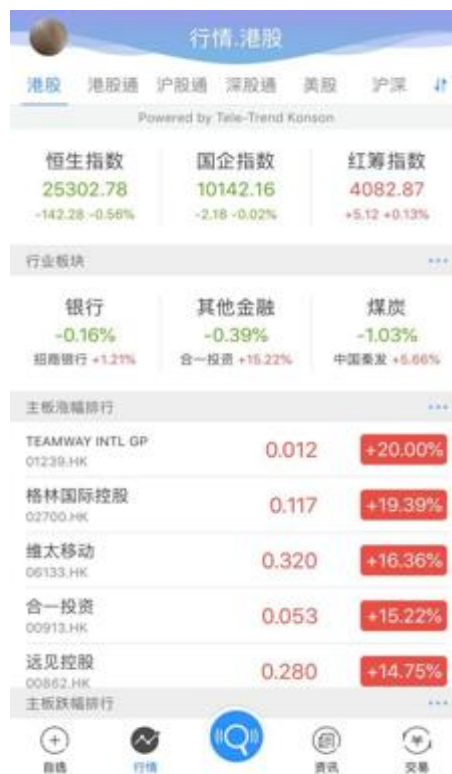 行情.港股
港股 港股通 沪股通 深股通 美股 沪深
Powered by Tele-Trend Konson
恒生指数 国企指数 红筹指数
25302.78 10142.16 4082.87
-142.28 -0.56% -2.18 -0.02% +5.12 +0.13%
行业板块
银行 其他金融 煤炭
-0.16% -0.39% -1.03%
招商银行 +1.21% 合一投资 +15.22% 中国秦发 +5.66%
主板涨幅排行
TEAMWAY INTL GP 0.012 +20.00%
01239.HK
格林国际控股 0.117 +19.39%
02700.HK
维太移动 0.320 +16.36%
06133.HK
合一投资 0.053 +15.22%
00913.HK
远见控股 0.280 +14.75%
00862.HK
主板跌幅排行
自选 行情 资讯 交易